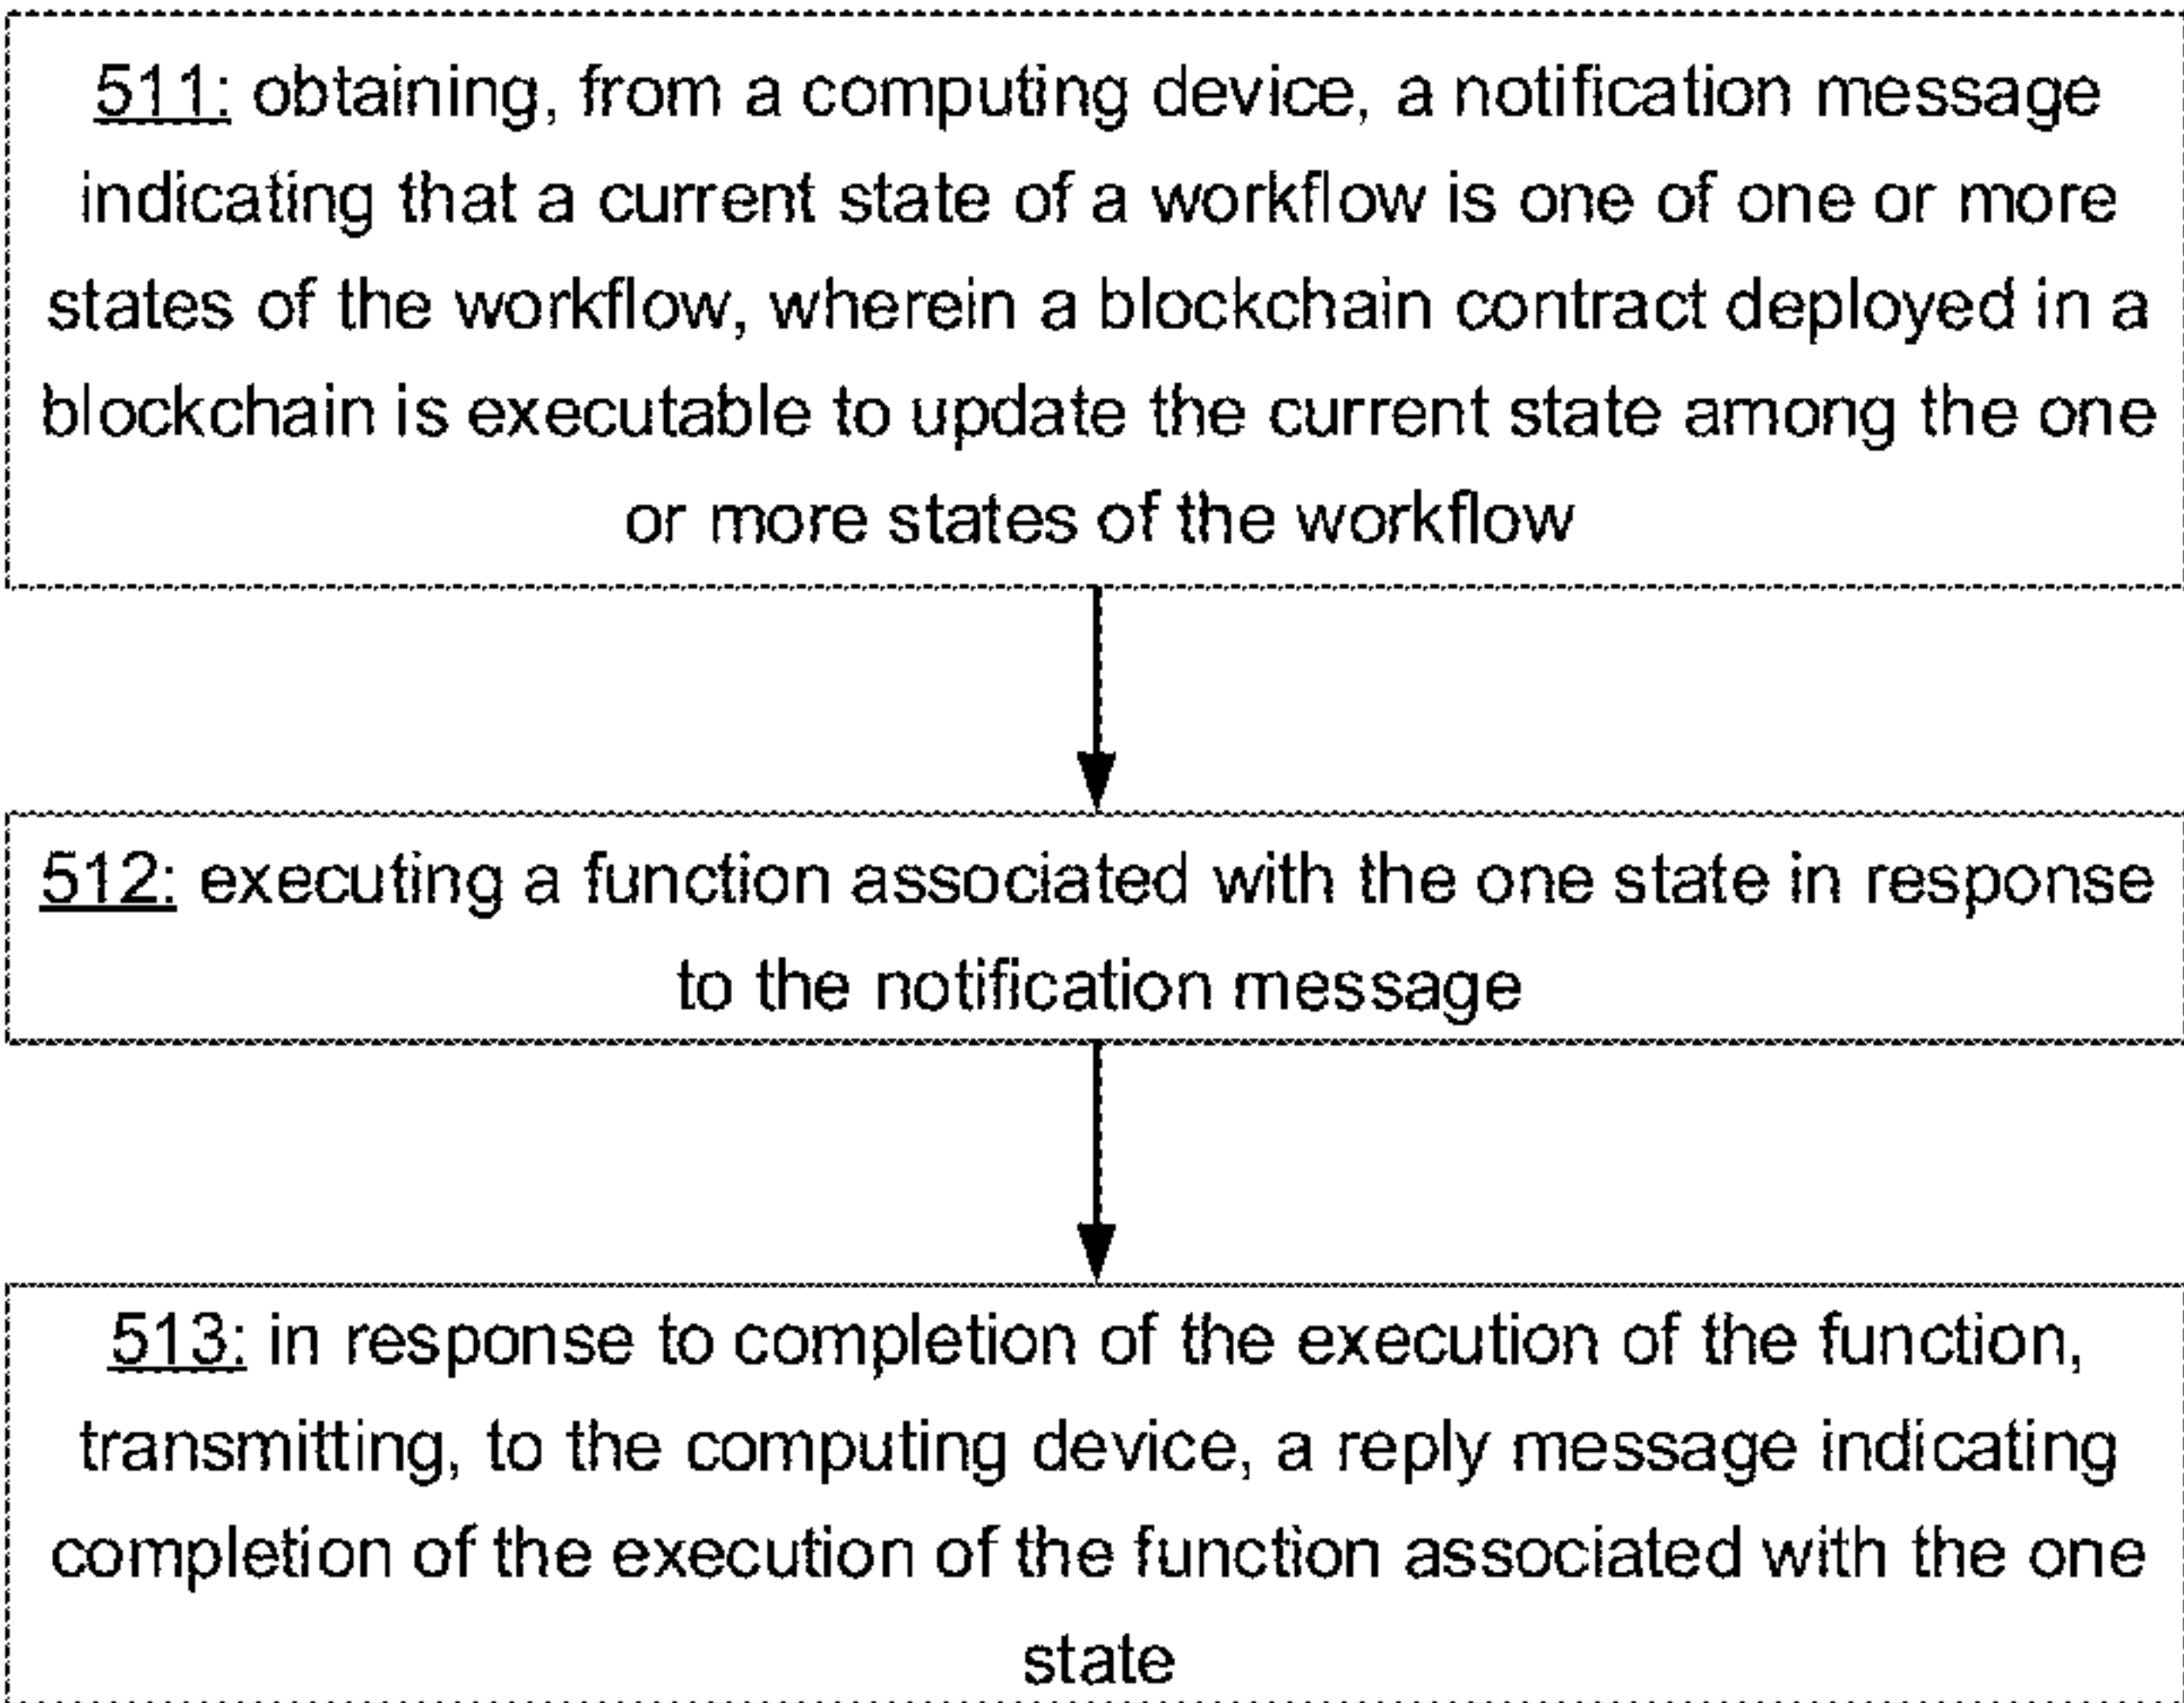 511: obtaining, from a computing device, a notification message
indicating that a current state of a workflow is one of one or more
states of the workflow, wherein a blockchain contract deployed in a
blockchain is executable to update the current state among the one
or more states of the workflow
512: executing a function associated with the one state in response
to the notification message
513: in response to completion of the execution of the function,
transmitting, to the computing device, a reply message indicating
completion of the execution of the function associated with the one
state